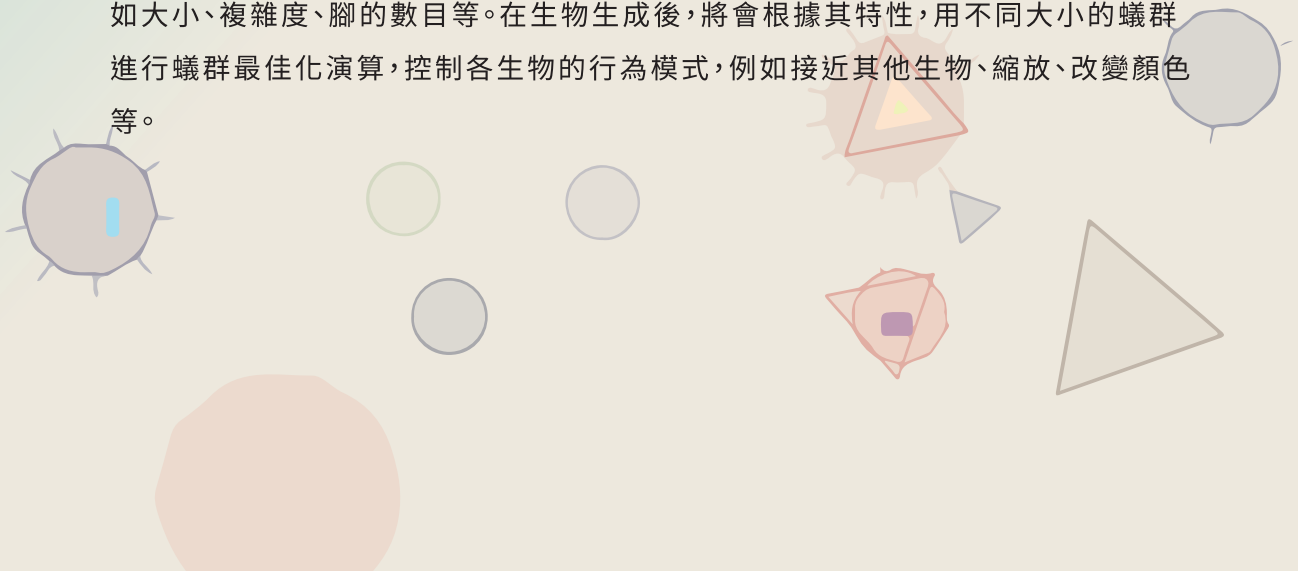 如大小、複雜度、腳的數目等。在生物生成後，將會根據其特性，用不同大小的蟻群
進行蟻群最佳化演算，控制各生物的行為模式，例如接近其他生物、縮放、改變顏色
等。